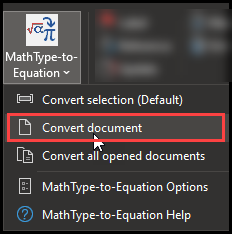 MathType-to-
Equation
Convert selection (Default)
Convert document
Convert all opened documents
MathType-to-Equation Options
MathType-to-Equation Help